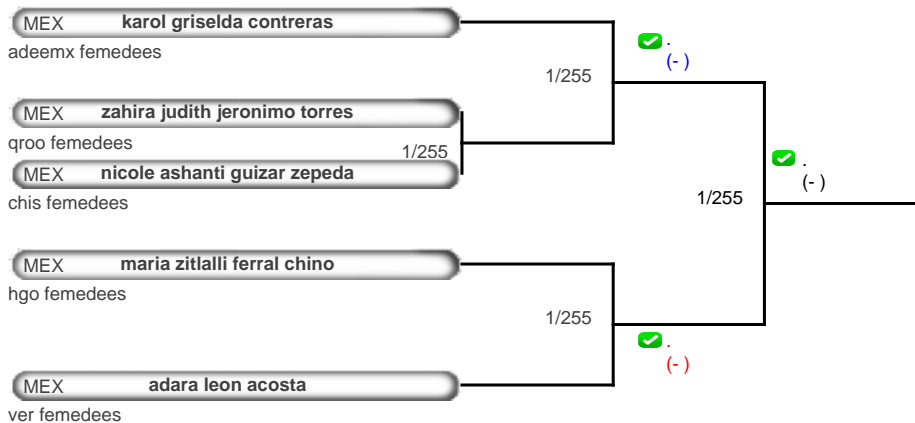 MEX karol griselda contreras
adeemx femedees
.
(- )
1/255
MEX zahira judith jeronimo torres
qroo femedees
1/255
MEX nicole ashanti guizar zepeda
chis femedees
.
(- )
1/255
MEX maria zitlalli ferral chino
hgo femedees
1/255
.
(- )
MEX adara leon acosta
ver femedees